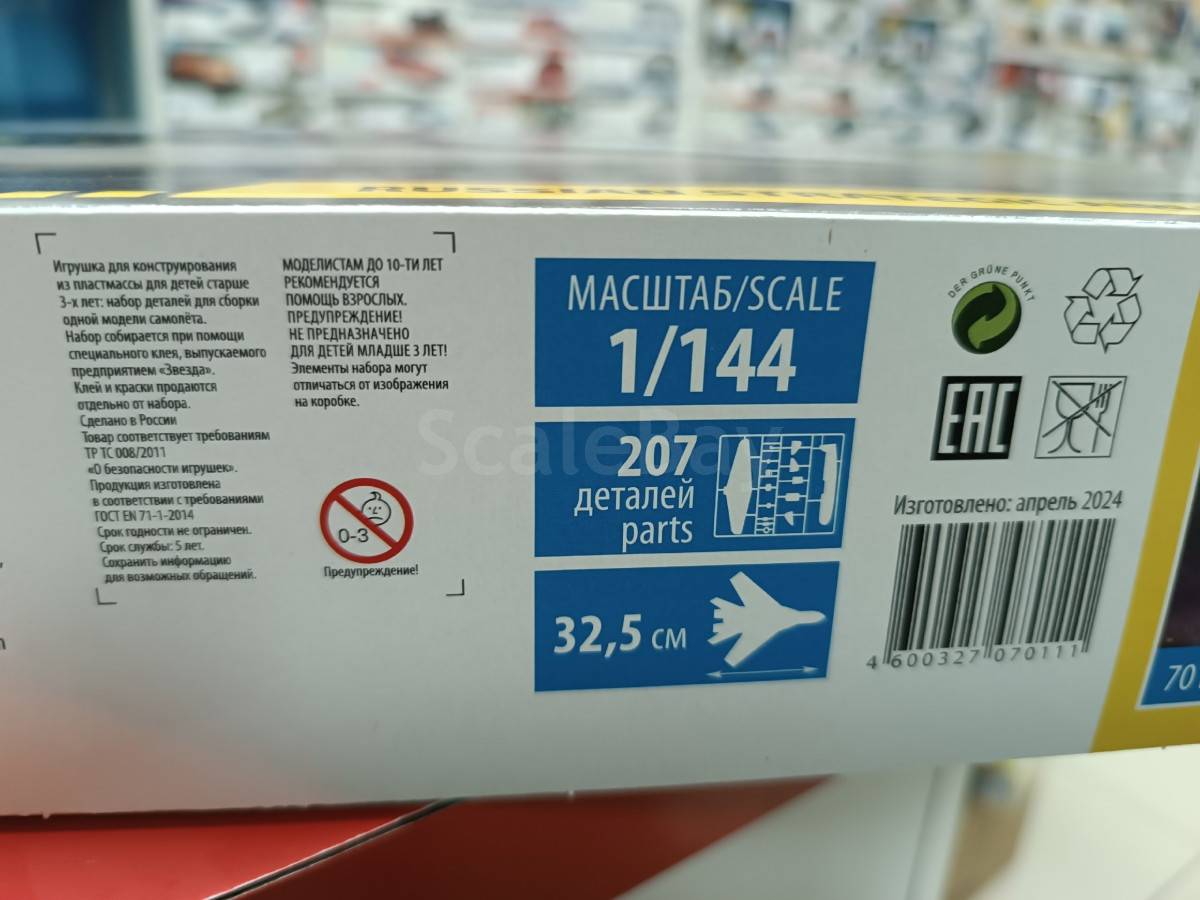 RUSSIAN STRATEGIC
Игрушка для конструирования
из пластмассы для детей старше
3-х лет: набор деталей для сборки
одной модели самолёта.
Набор собирается при помощи
специального клея, выпускаемого
предприятием «Звезда».
Клей и краски продаются
отдельно от набора.
Сделано в России
Товар соответствует требованиям
ТР ТС 008/2011
«О безопасности игрушек».
Продукция изготовлена
в соответствии с требованиями
ГОСТ EN 71-1-2014
Срок годности не ограничен.
Срок службы: 5 лет.
Сохранить информацию
для возможных обращений.
МОДЕЛИСТАМ ДО 10-ТИ ЛЕТ
РЕКОМЕНДУЕТСЯ
ПОМОЩЬ ВЗРОСЛЫХ.
ПРЕДУПРЕЖДЕНИЕ!
НЕ ПРЕДНАЗНАЧЕНО
ДЛЯ ДЕТЕЙ МЛАДШЕ 3 ЛЕТ!
Элементы набора могут
отличаться от изображения
на коробке.
0-3
Предупреждение!
МАСШТАБ/SCALE
1/144
207
деталей
parts
32,5 см
DER GRÜNE PUNKT
EAC
Изготовлено: апрель 2024
4 600327 070111
70
ScaleBay